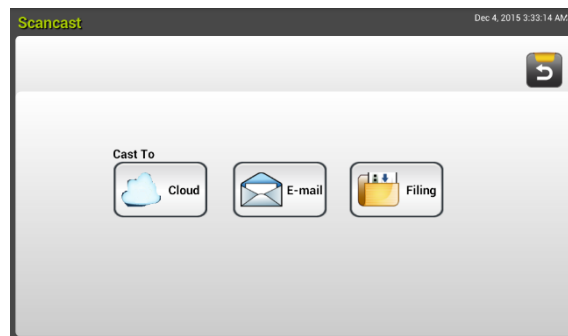 Scancast
Dec 4, 2015 3:33:14 AM
Cast To
Cloud
E-mail
Filing